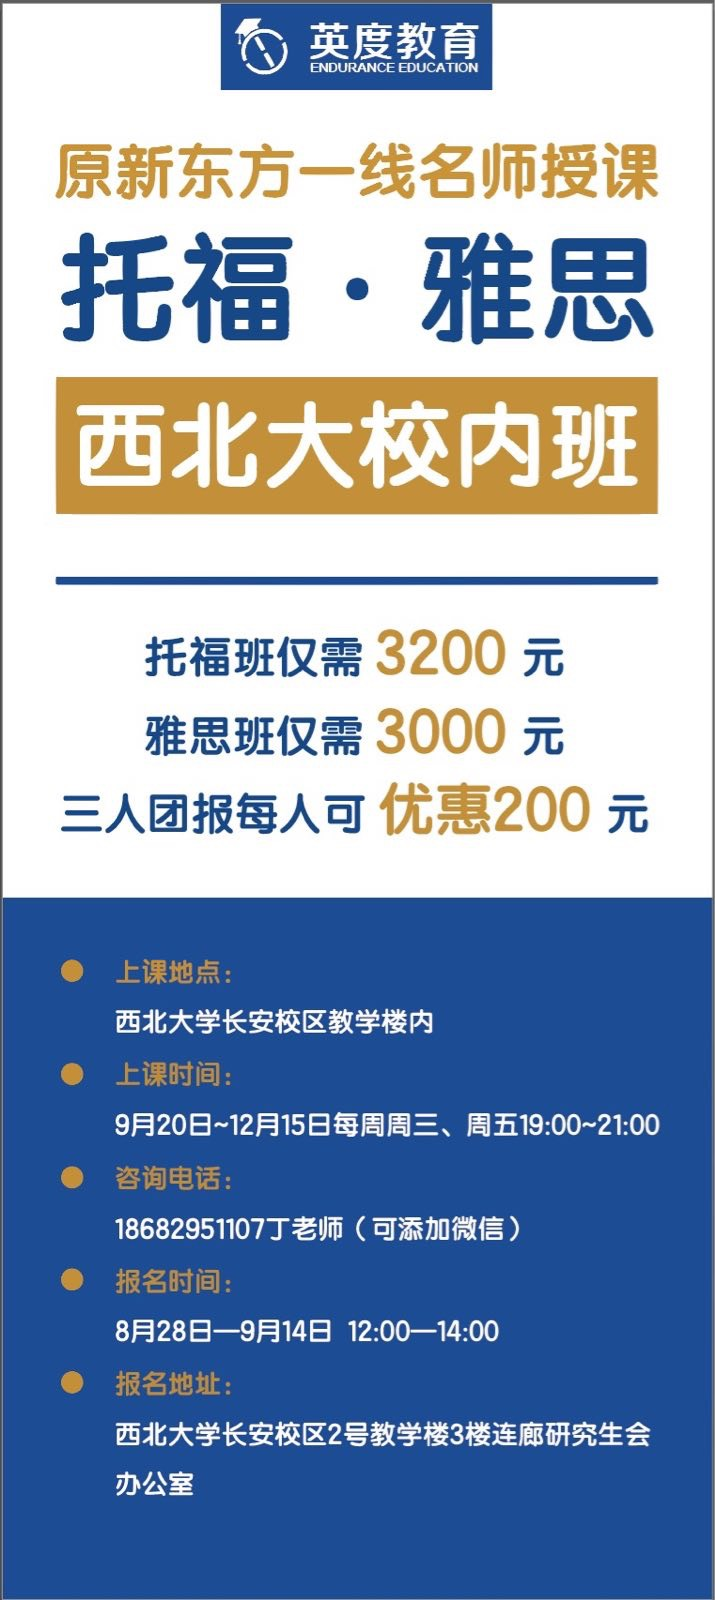 英度教育
ENDURANCE EDUCATION
原新东方一线名师授课
托福·雅思
西北大校内班
托福班仅需 3200 元
雅思班仅需 3000 元
三人团报每人可 优惠200 元
上课地点：
西北大学长安校区教学楼内
上课时间：
9月20日~12月15日每周周三、周五19:00~21:00
咨询电话：
18682951107丁老师（可添加微信）
报名时间：
8月28日—9月14日 12:00—14:00
报名地址：
西北大学长安校区2号教学楼3楼连廊研究生会
办公室